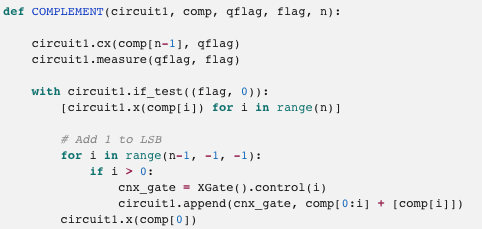 def COMPLEMENT(circuit1, comp, qflag, flag, n):
circuit1.cx(comp[n-1], qflag)
circuit1.measure(qflag, flag)
with circuit1.if_test((flag, 0)):
[circuit1.x(comp[i]) for i in range(n)]
# Add 1 to LSB
for i in range(n-1, -1, -1):
if i > 0:
cnx_gate = XGate().control(i)
circuit1.append(cnx_gate, comp[0:i] + [comp[i]])
circuit1.x(comp[0])